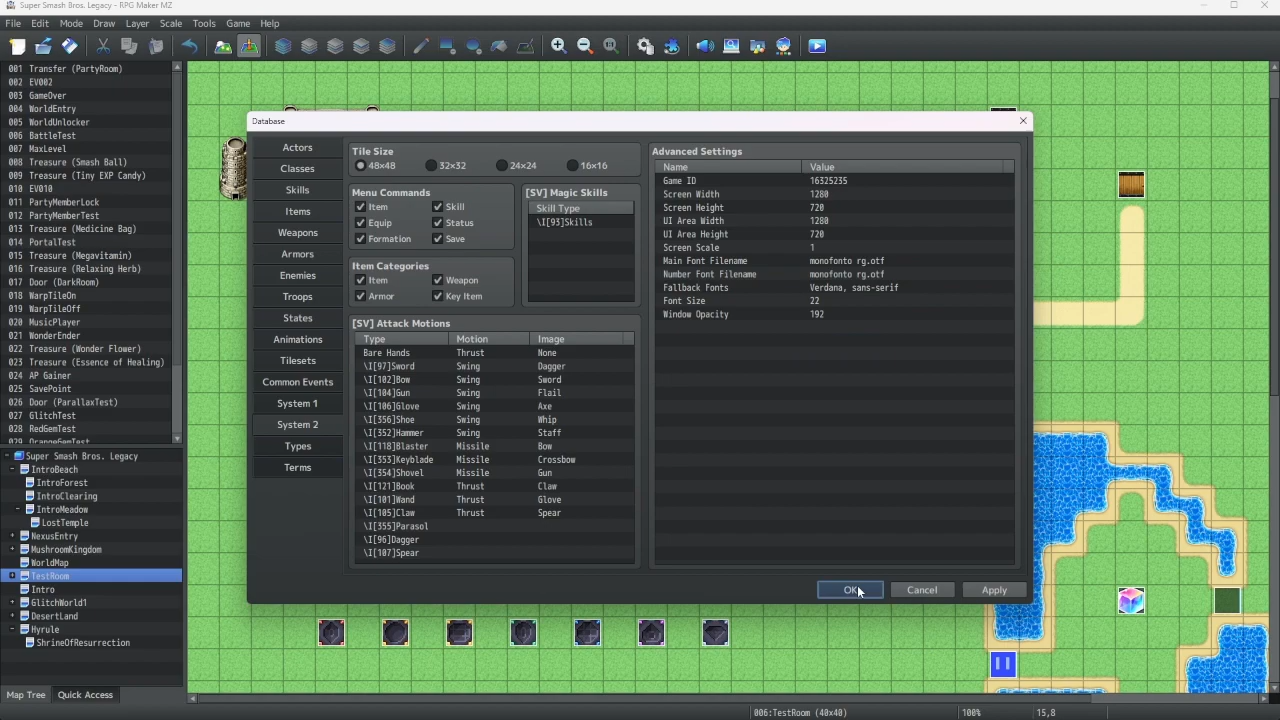 Super Smash Bros. Legacy - RPG Maker MZ
File Edit Mode Draw Layer Scale Tools Game Help
001 Transfer (PartyRoom)
002 EV002
003 GameOver
004 WorldEntry
005 WorldUnlocker
006 BattleTest
007 MaxLevel
008 Treasure (Smash Ball)
009 Treasure (Tiny EXP Candy)
010 EV010
011 PartyMemberLock
012 PartyMemberTest
013 Treasure (Medicine Bag)
014 PortalTest
015 Treasure (Megavitamin)
016 Treasure (Relaxing Herb)
017 Door (DarkRoom)
018 WarpTileOn
019 WarpTileOff
020 MusicPlayer
021 WonderEnder
022 Treasure (Wonder Flower)
023 Treasure (Essence of Healing)
024 AP Gainer
025 SavePoint
026 Door (ParallaxTest)
027 GlitchTest
028 RedGemTest
029 OrangeGemTest
Super Smash Bros. Legacy
IntroBeach
IntroForest
IntroClearing
IntroMeadow
LostTemple
NexusEntry
MushroomKingdom
WorldMap
TestRoom
Intro
GlitchWorld1
DesertLand
Hyrule
ShrineOfResurrection
Map Tree Quick Access
Database
Actors
Classes
Skills
Items
Weapons
Armors
Enemies
Troops
States
Animations
Tilesets
Common Events
System 1
System 2
Types
Terms
Tile Size
48×48 32×32 24×24 16×16
Menu Commands
Item Skill
Equip Status
Formation Save
Item Categories
Item Weapon
Armor Key Item
[SV] Magic Skills
Skill Type
\I[93]Skills
[SV] Attack Motions
Type Motion Image
Bare Hands Thrust None
\I[97]Sword Swing Dagger
\I[102]Bow Swing Sword
\I[104]Gun Swing Flail
\I[106]Glove Swing Axe
\I[356]Shoe Swing Whip
\I[352]Hammer Swing Staff
\I[118]Blaster Missile Bow
\I[353]Keyblade Missile Crossbow
\I[354]Shovel Missile Gun
\I[121]Book Thrust Claw
\I[101]Wand Thrust Glove
\I[105]Claw Thrust Spear
\I[355]Parasol
\I[96]Dagger
\I[107]Spear
Advanced Settings
Name Value
Game ID 16325235
Screen Width 1280
Screen Height 720
UI Area Width 1280
UI Area Height 720
Screen Scale 1
Main Font Filename monofonto rg.otf
Number Font Filename monofonto rg.otf
Fallback Fonts Verdana, sans-serif
Font Size 22
Window Opacity 192
OK Cancel Apply
006:TestRoom (40x40) 100% 15,8